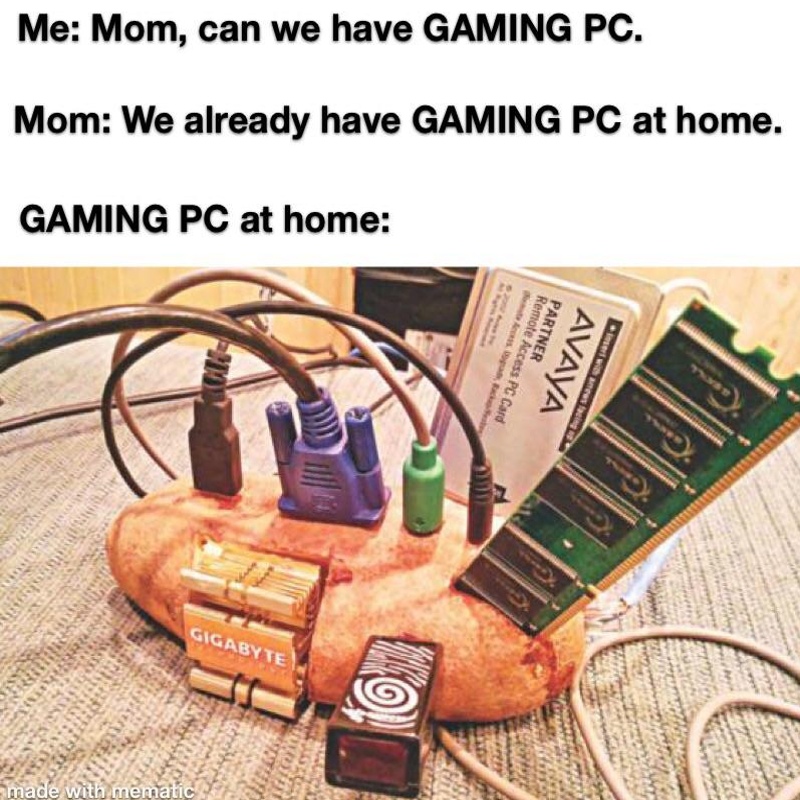 Me: Mom, can we have GAMING PC.
Mom: We already have GAMING PC at home.
GAMING PC at home:
AVAYA
PARTNER
Remote Access PC Card
GIGABYTE
made with mematic